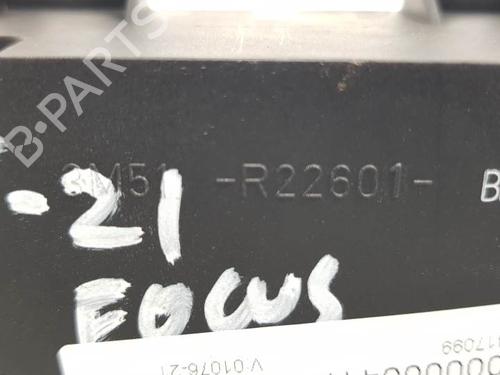 B-PARTS
3M51 -R22601- B
-21
FOCUS
V 01076-21